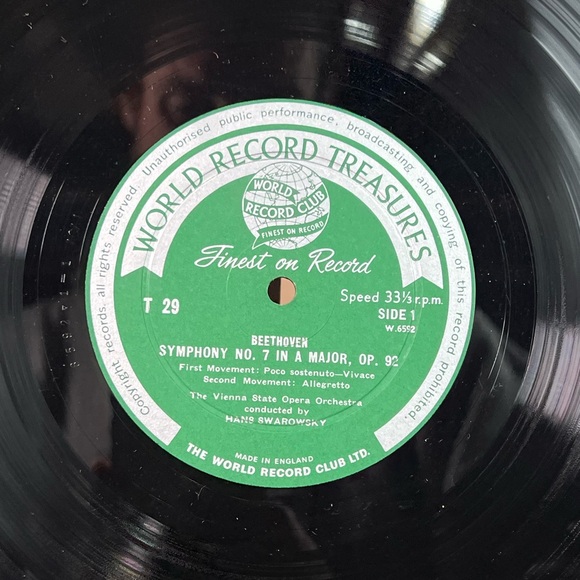 Copyright records. all rights reserved. Unauthorised public performance, broadcasting and copying of this record prohibited.
WORLD RECORD TREASURES
WORLD
RECORD CLUB
FINEST ON RECORD
Finest on Record
T 29
Speed 33⅓ r.p.m.
SIDE 1
W.6592
BEETHOVEN
SYMPHONY NO. 7 IN A MAJOR, OP. 92
First Movement: Poco sostenuto—Vivace
Second Movement: Allegretto
The Vienna State Opera Orchestra
conducted by
HANS SWAROWSKY
MADE IN ENGLAND
THE WORLD RECORD CLUB LTD.